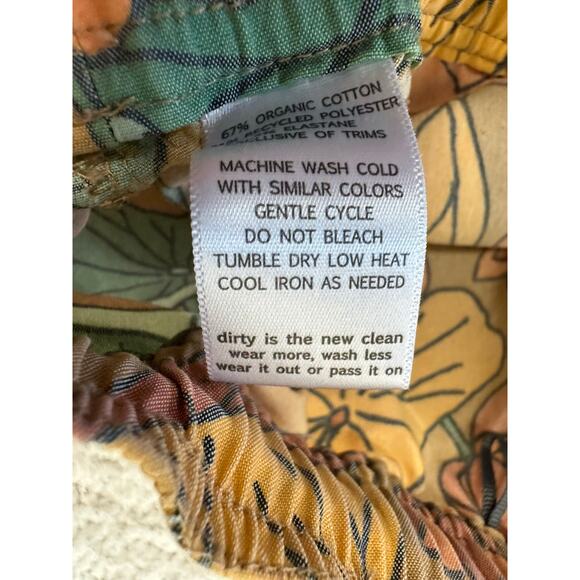 67% ORGANIC COTTON
RECYCLED POLYESTER
ELASTANE
EXCLUSIVE OF TRIMS
MACHINE WASH COLD
WITH SIMILAR COLORS
GENTLE CYCLE
DO NOT BLEACH
TUMBLE DRY LOW HEAT
COOL IRON AS NEEDED
dirty is the new clean
wear more, wash less
wear it out or pass it on